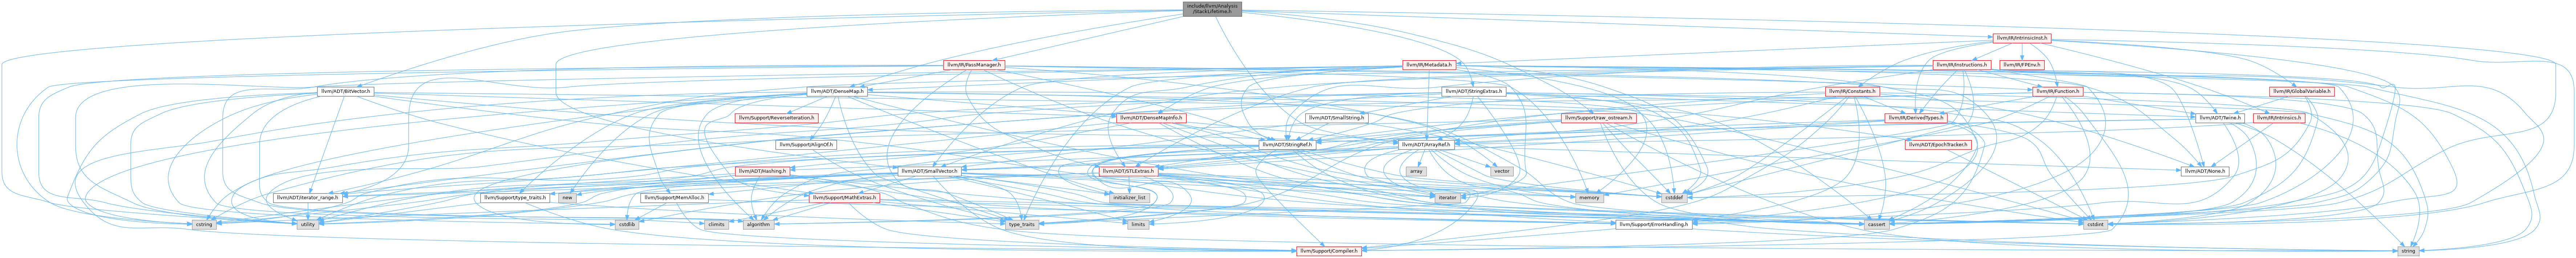 include/llvm/Analysis
/StackLifetime.h
llvm/IR/IntrinsicInst.h
llvm/IR/PassManager.h
llvm/IR/Metadata.h
llvm/IR/Instructions.h
llvm/IR/FPEnv.h
llvm/ADT/BitVector.h
llvm/ADT/DenseMap.h
llvm/ADT/StringExtras.h
llvm/IR/Constants.h
llvm/IR/Function.h
llvm/IR/GlobalVariable.h
llvm/Support/ReverseIteration.h
llvm/ADT/DenseMapInfo.h
llvm/ADT/SmallString.h
llvm/Support/raw_ostream.h
llvm/IR/DerivedTypes.h
llvm/ADT/Twine.h
llvm/IR/Intrinsics.h
llvm/Support/AlignOf.h
llvm/ADT/StringRef.h
llvm/ADT/ArrayRef.h
llvm/ADT/EpochTracker.h
llvm/ADT/Hashing.h
llvm/ADT/SmallVector.h
llvm/ADT/STLExtras.h
array
vector
llvm/ADT/None.h
llvm/ADT/iterator_range.h
llvm/Support/type_traits.h
new
llvm/Support/MemAlloc.h
llvm/Support/MathExtras.h
initializer_list
iterator
memory
cstddef
cstring
utility
cstdlib
climits
algorithm
type_traits
limits
llvm/Support/ErrorHandling.h
cassert
cstdint
llvm/Support/Compiler.h
string